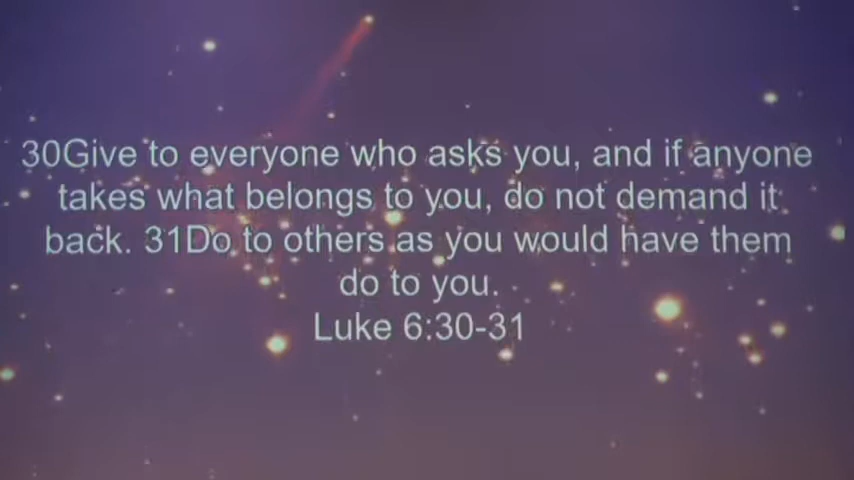 30Give to everyone who asks you, and if anyone
takes what belongs to you, do not demand it
back. 31Do to others as you would have them
do to you.
Luke 6:30-31